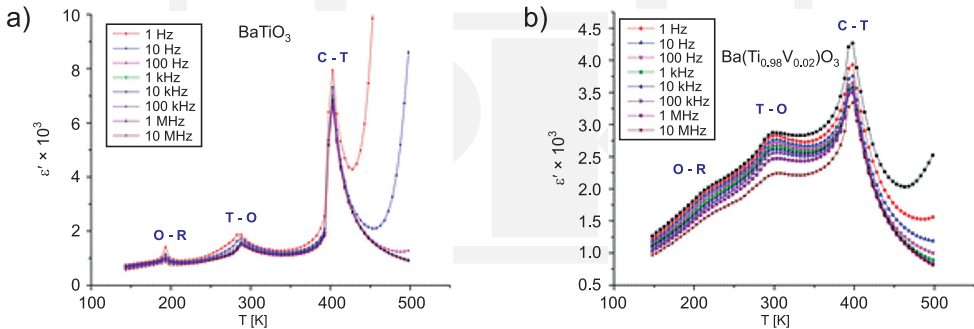 a)
BaTiO₃
1 Hz
10 Hz
100 Hz
1 kHz
10 kHz
100 kHz
1 MHz
10 MHz
C - T
T - O
O - R
10
8
6
4
2
0
ε′ × 10³
100
200
300
400
500
T [K]
b)
1 Hz
10 Hz
100 Hz
1 kHz
10 kHz
100 kHz
1 MHz
10 MHz
C - T
Ba(Ti₀.₉₈V₀.₀₂)O₃
T - O
O - R
4.5
4.0
3.5
3.0
2.5
2.0
1.5
1.0
0.5
ε′ × 10³
100
200
300
400
500
T [K]